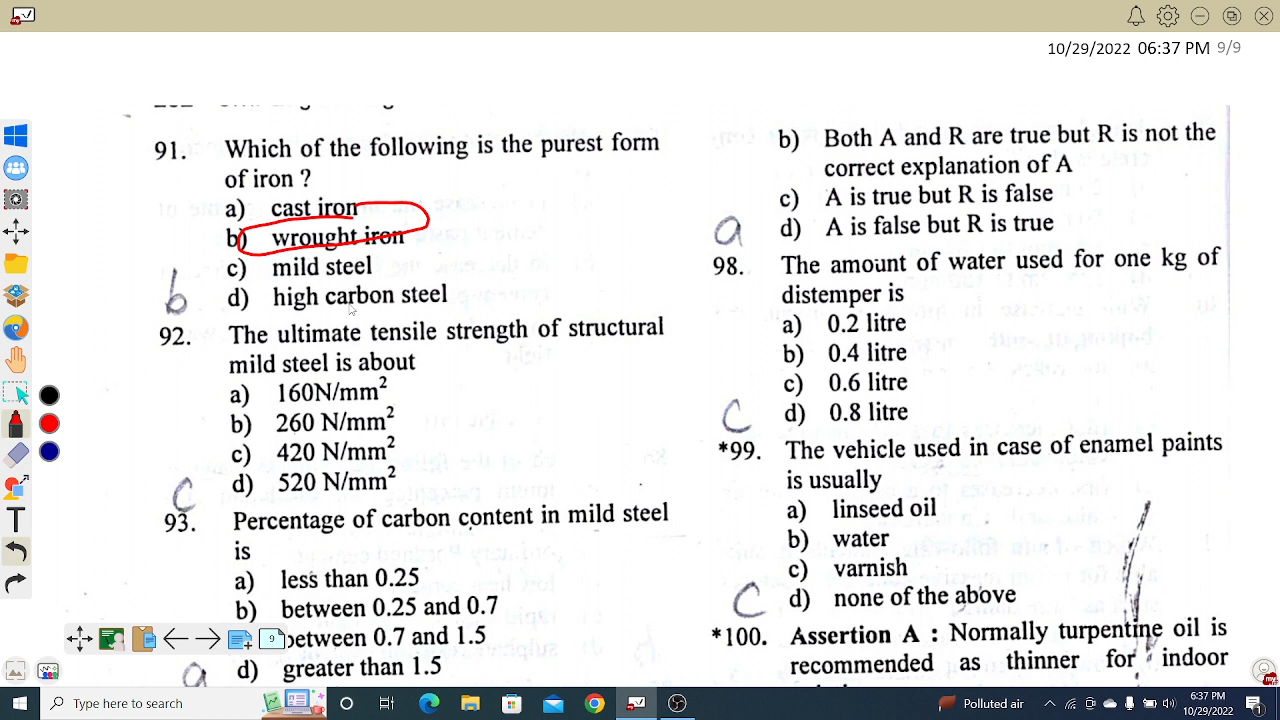 10/29/2022 06:37 PM 9/9
91. Which of the following is the purest form
of iron ?
a) cast iron
b) wrought iron
c) mild steel
b
d) high carbon steel
92. The ultimate tensile strength of structural
mild steel is about
a) 160N/mm²
b) 260 N/mm²
c) 420 N/mm²
C
d) 520 N/mm²
93. Percentage of carbon content in mild steel
is
a) less than 0.25
b) between 0.25 and 0.7
between 0.7 and 1.5
a
d) greater than 1.5
b) Both A and R are true but R is not the
correct explanation of A
c) A is true but R is false
a
d) A is false but R is true
98. The amount of water used for one kg of
distemper is
a) 0.2 litre
b) 0.4 litre
c) 0.6 litre
C
d) 0.8 litre
*99. The vehicle used in case of enamel paints
is usually
a) linseed oil
b) water
c) varnish
C
d) none of the above
*100. Assertion A : Normally turpentine oil is
recommended as thinner for indoor
9
T
Type here to search
Polluted air
6:37 PM
10/29/2022